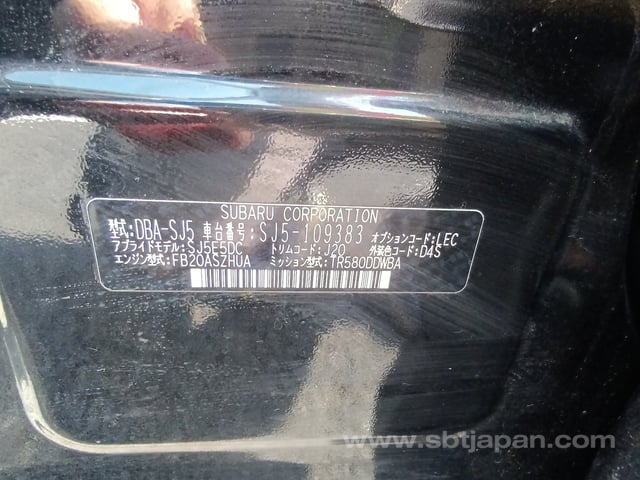 SUBARU CORPORATION
型式:DBA-SJ5 車台番号:SJ5-109383 オプションコード:LEC
アプライドモデル:SJ5E5DC トリムコード:J20 外装色コード:D4S
エンジン型式:FB20ASZHUA ミッション型式:TR580DDWBA
www.sbtjapan.com